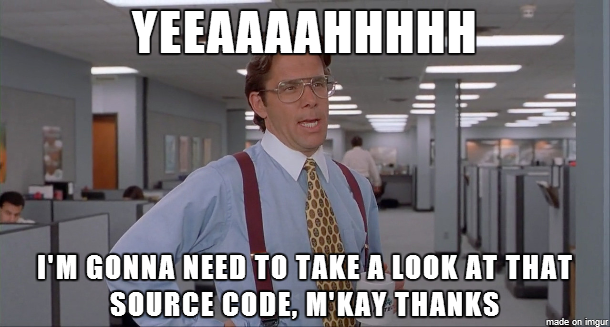 YEEAAAAHHHHH
I'M GONNA NEED TO TAKE A LOOK AT THAT
SOURCE CODE, M'KAY THANKS
made on imgur